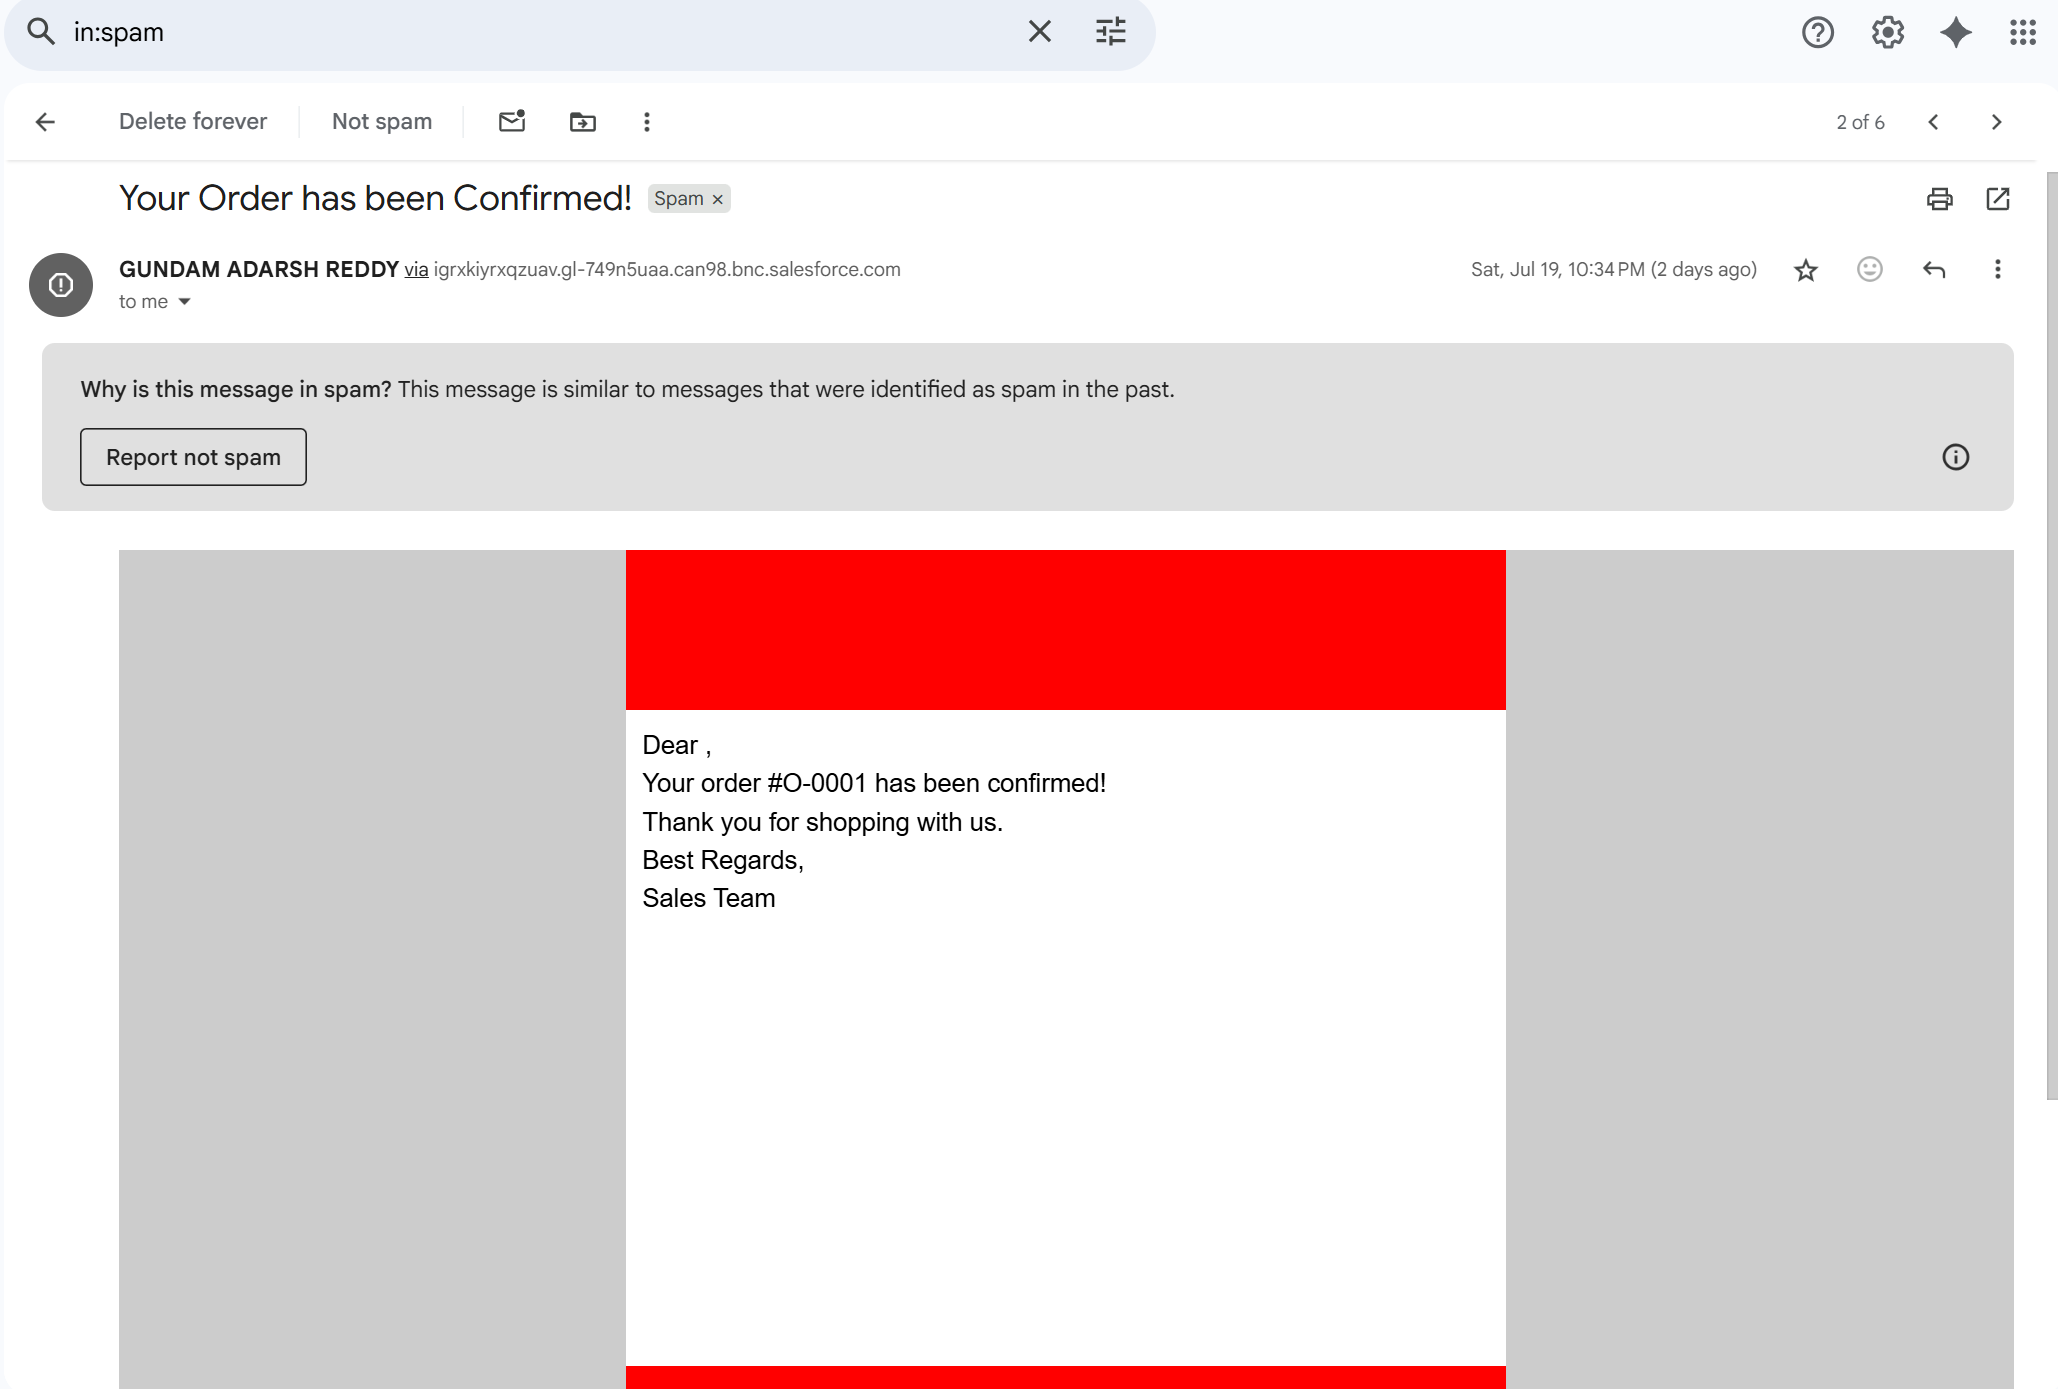 in:spam
Delete forever
Not spam
2 of 6
Your Order has been Confirmed!
Spam ×
GUNDAM ADARSH REDDY via igrxkiyrxqzuav.gl-749n5uaa.can98.bnc.salesforce.com
Sat, Jul 19, 10:34 PM (2 days ago)
to me
Why is this message in spam? This message is similar to messages that were identified as spam in the past.
Report not spam
Dear ,
Your order #O-0001 has been confirmed!
Thank you for shopping with us.
Best Regards,
Sales Team